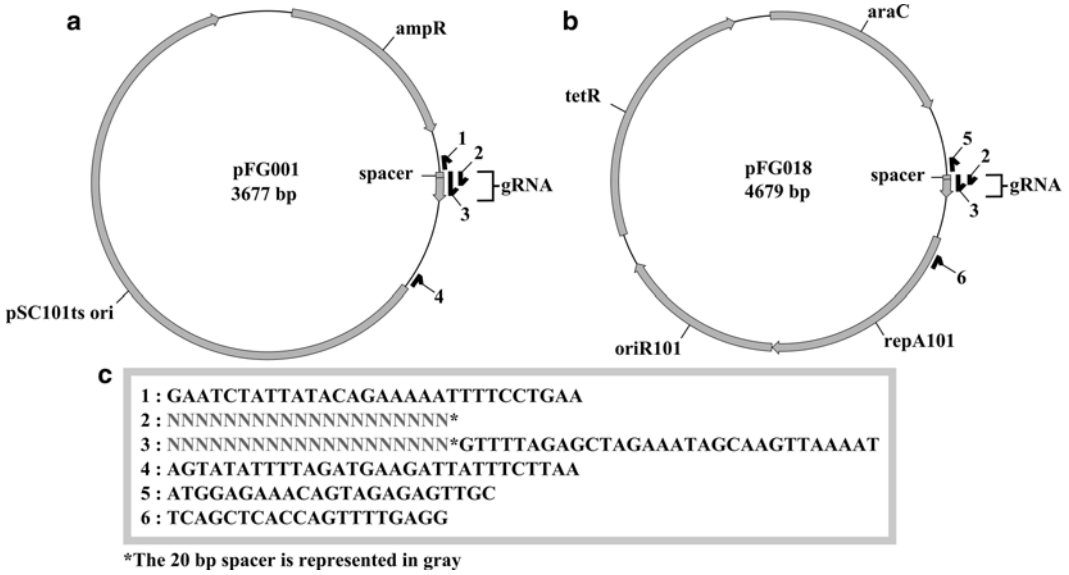 a
ampR
1
2
spacer
gRNA
3
4
pFG001
3677 bp
pSC101ts ori
b
araC
tetR
5
2
spacer
gRNA
3
6
pFG018
4679 bp
oriR101
repA101
c
1 : GAATCTATTATACAGAAAAATTTTCCTGAA
2 : NNNNNNNNNNNNNNNNNNNN*
3 : NNNNNNNNNNNNNNNNNNNN*GTTTTAGAGCTAGAAATAGCAAGTTAAAAT
4 : AGTATATTTTAGATGAAGATTATTTCTTAA
5 : ATGGAGAAACAGTAGAGAGTTGC
6 : TCAGCTCACCAGTTTTGAGG
*The 20 bp spacer is represented in gray